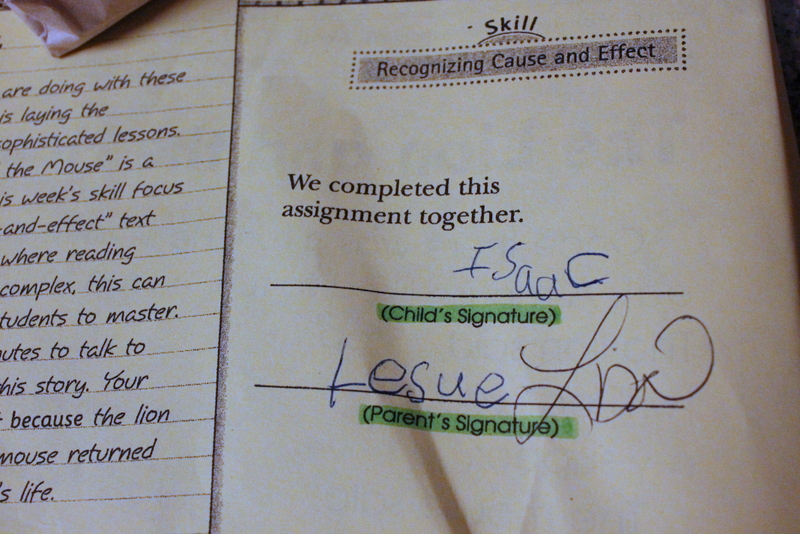 are doing with these
is laying the
sophisticated lessons.
the Mouse" is a
is week's skill focus
-and-effect" text
where reading
complex, this can
tudents to master.
utes to talk to
his story. Your
because the lion
mouse returned
's life.
Skill
Recognizing Cause and Effect
We completed this
assignment together.
ISaaC
(Child's Signature)
Leslie
(Parent's Signature)